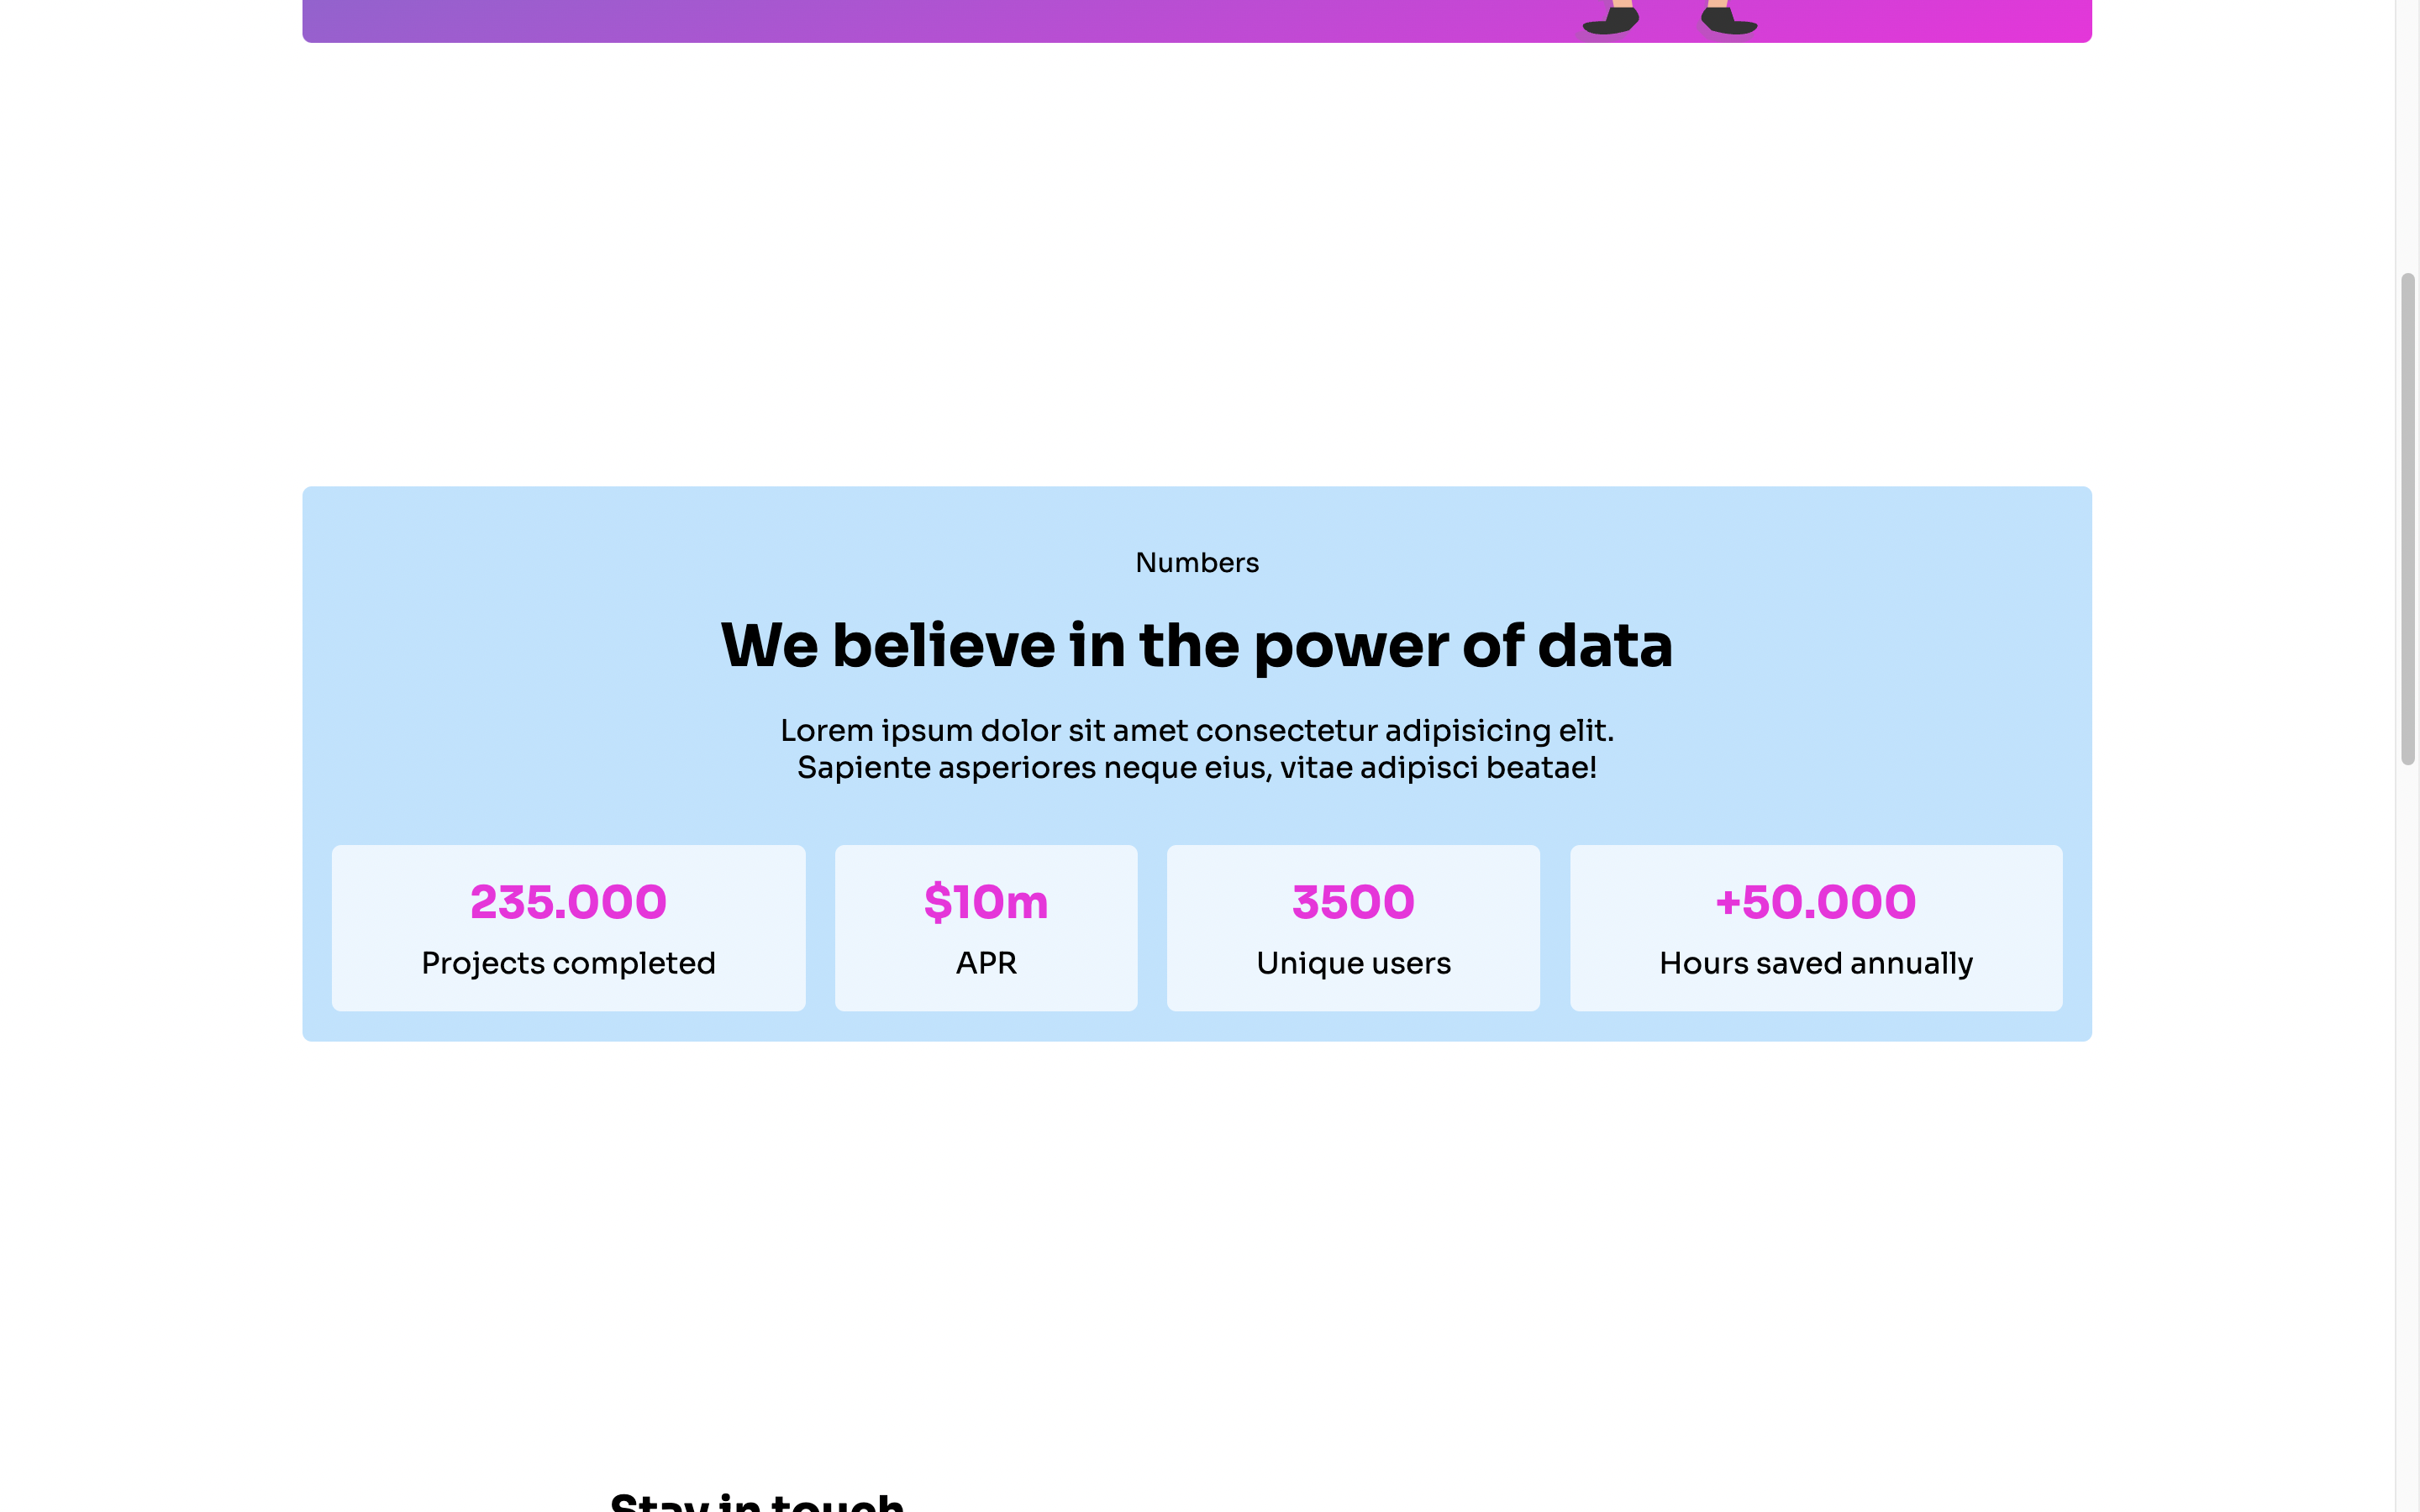 Numbers
We believe in the power of data
Lorem ipsum dolor sit amet consectetur adipisicing elit.
Sapiente asperiores neque eius, vitae adipisci beatae!
235.000
Projects completed
$10m
APR
3500
Unique users
+50.000
Hours saved annually
Stay in touch